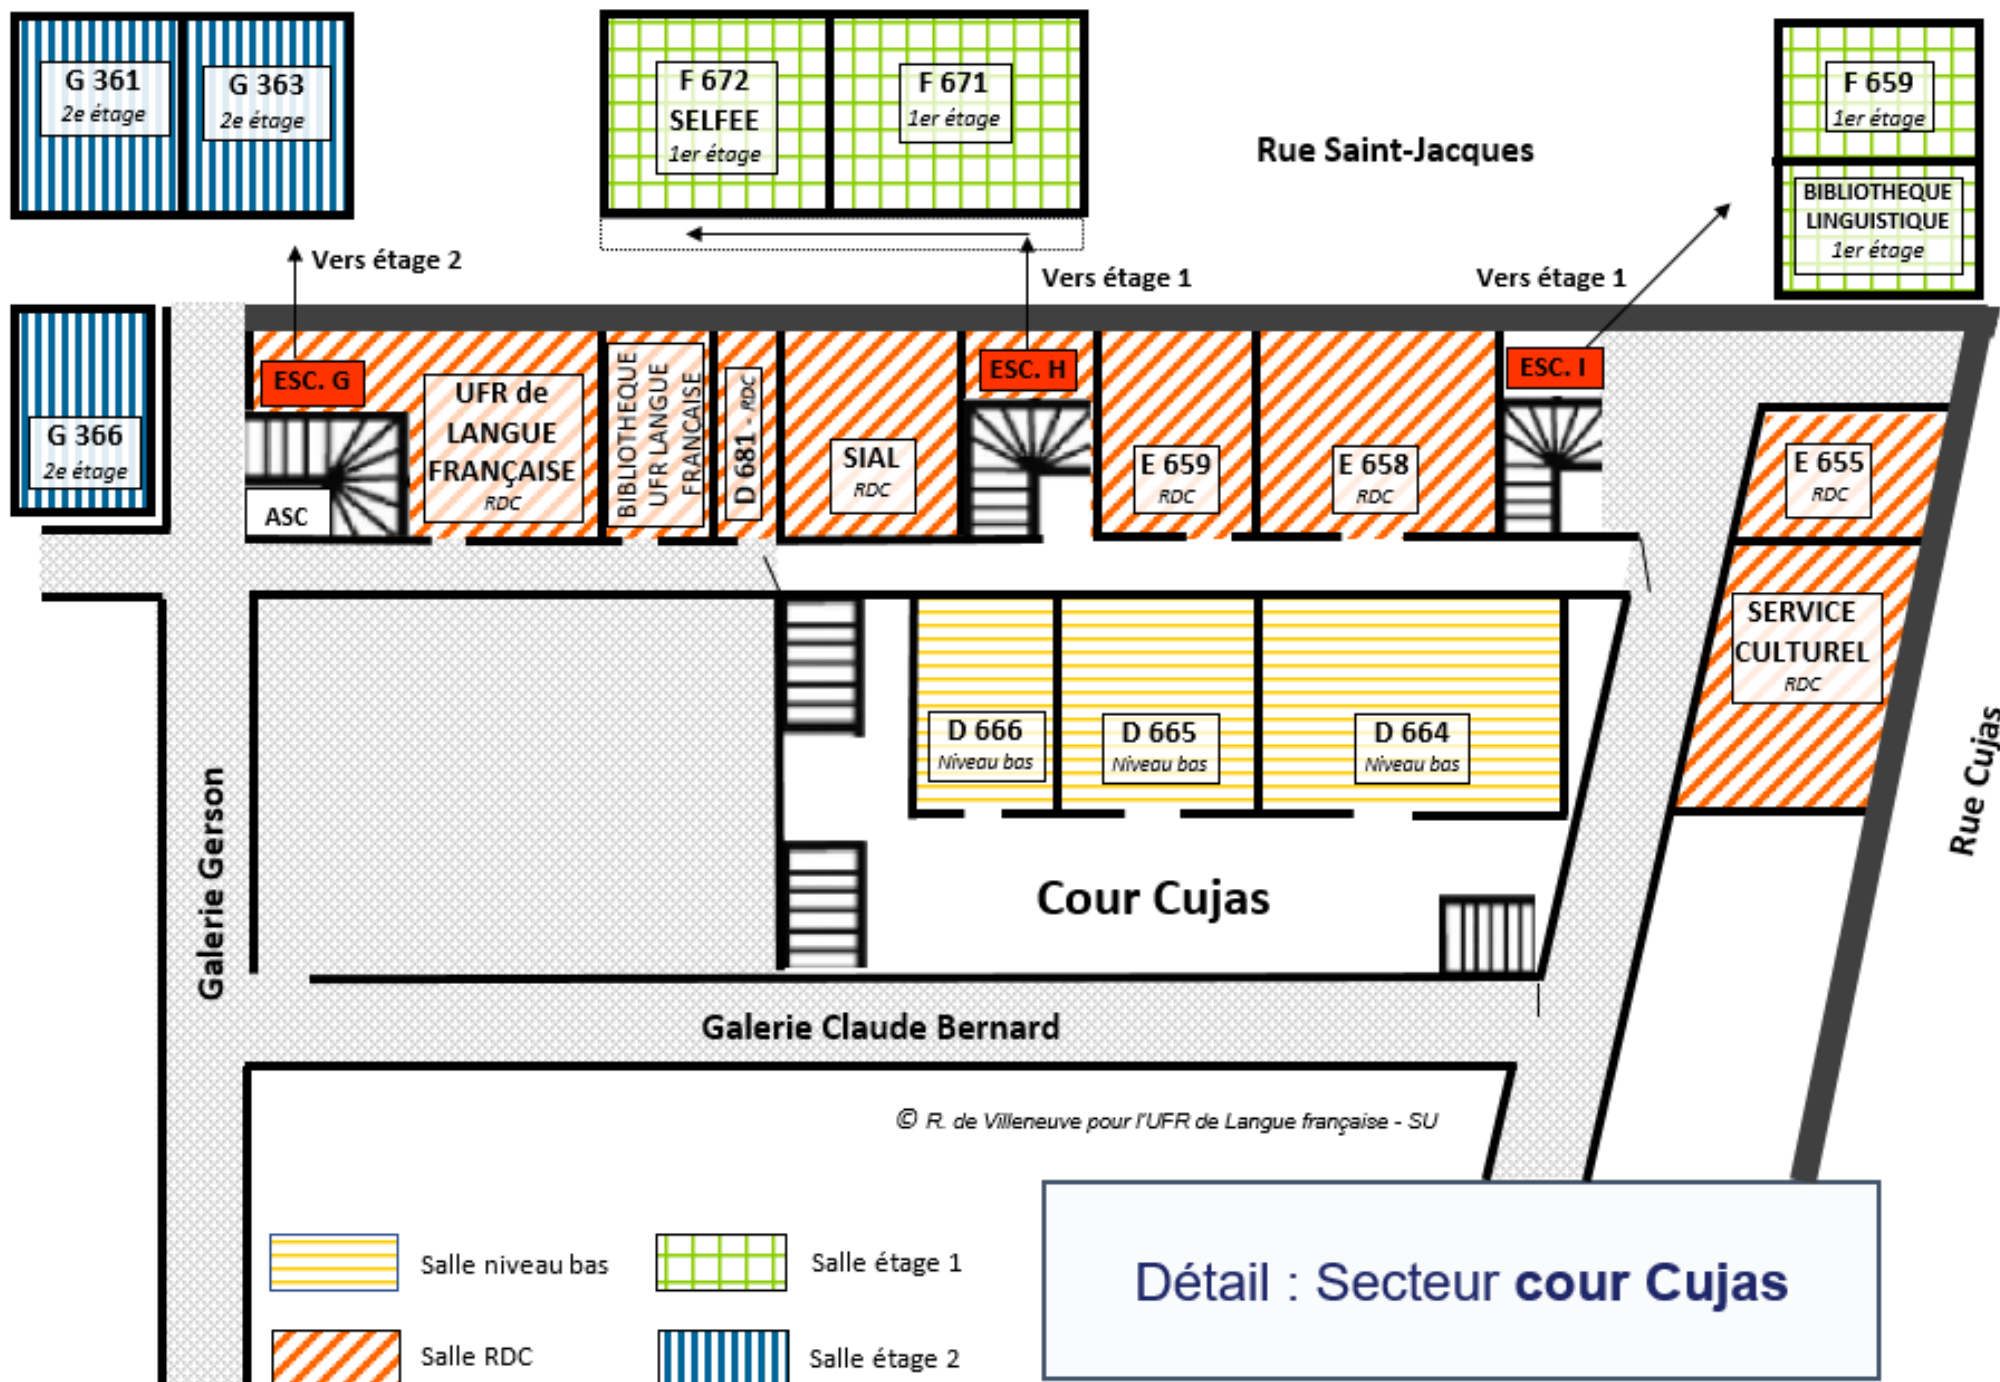 G 361
2e étage
G 363
2e étage
F 672
SELFEE
1er étage
F 671
1er étage
Rue Saint-Jacques
F 659
1er étage
BIBLIOTHEQUE
LINGUISTIQUE
1er étage
Vers étage 2
Vers étage 1
Vers étage 1
G 366
2e étage
ESC. G
ASC
UFR de
LANGUE
FRANÇAISE
RDC
BIBLIOTHEQUE
UFR LANGUE
FRANCAISE
D 681 - RDC
SIAL
RDC
ESC. H
E 659
RDC
E 658
RDC
ESC. I
E 655
RDC
SERVICE
CULTUREL
RDC
D 666
Niveau bas
D 665
Niveau bas
D 664
Niveau bas
Rue Cujas
Galerie Gerson
Cour Cujas
Galerie Claude Bernard
© R. de Villeneuve pour l'UFR de Langue française - SU
Salle niveau bas
Salle étage 1
Salle RDC
Salle étage 2
Détail : Secteur cour Cujas